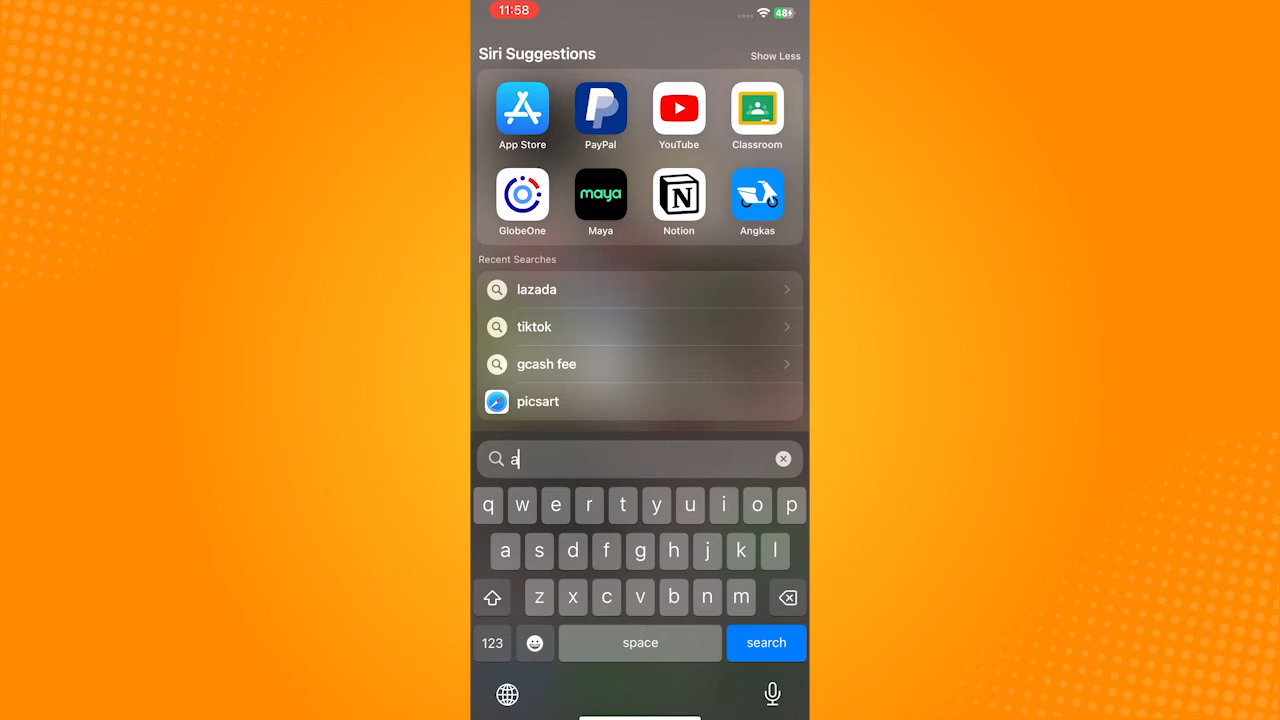 11:58
48
Siri Suggestions
Show Less
App Store PayPal YouTube Classroom
maya
N
GlobeOne Maya Notion Angkas
Recent Searches
lazada
tiktok
gcash fee
picsart
a
q w e r t y u i o p
a s d f g h j k l
z x c v b n m
123 space search